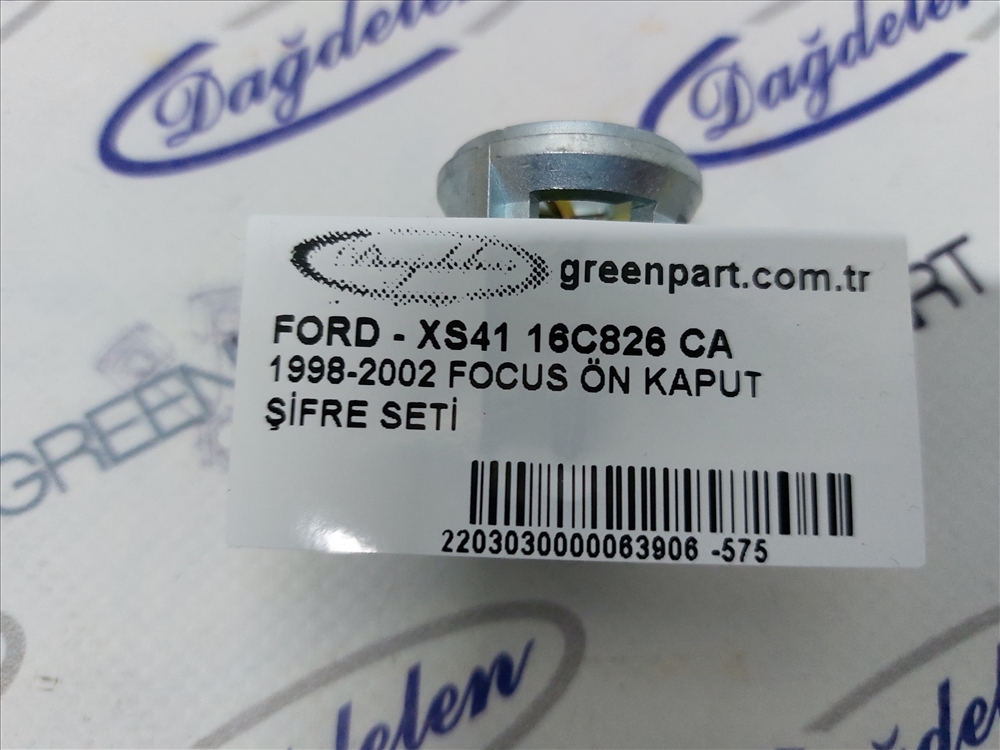 Dağdelen
Dağdelen
greenpart.com.tr
FORD - XS41 16C826 CA
1998-2002 FOCUS ÖN KAPUT
ŞİFRE SETİ
2203030000063906 -575
GREEN
Dağdelen
Dağdelen